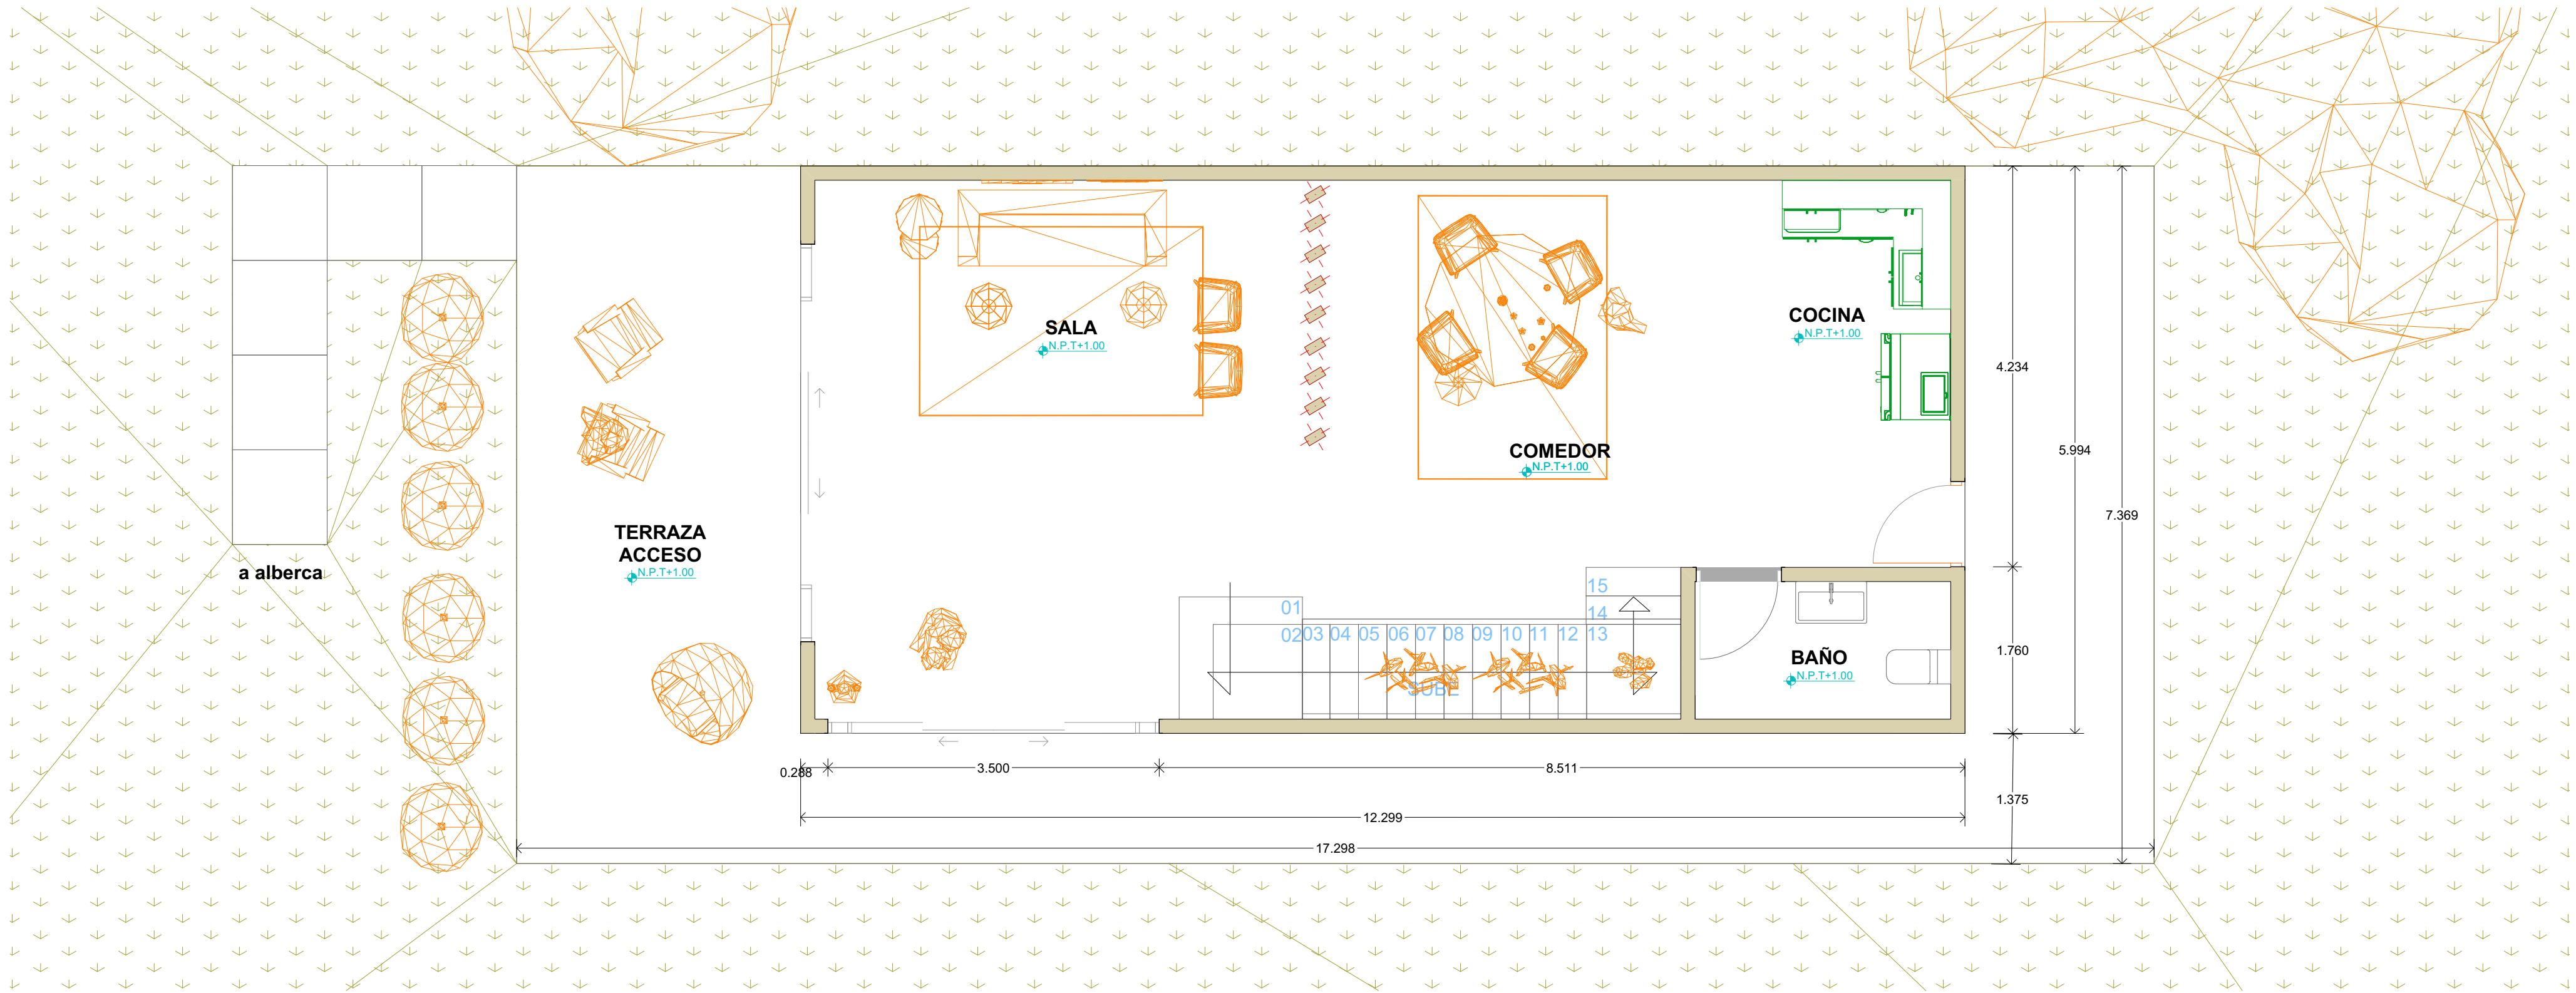 SALA
N.P.T+1.00
COCINA
N.P.T+1.00
4.234
COMEDOR
N.P.T+1.00
5.994
7.369
TERRAZA
ACCESO
N.P.T+1.00
a alberca
15
01
14
02 03 04 05 06 07 08 09 10 11 12 13
SUBE
BAÑO
N.P.T+1.00
1.760
0.288
3.500
8.511
1.375
12.299
17.298